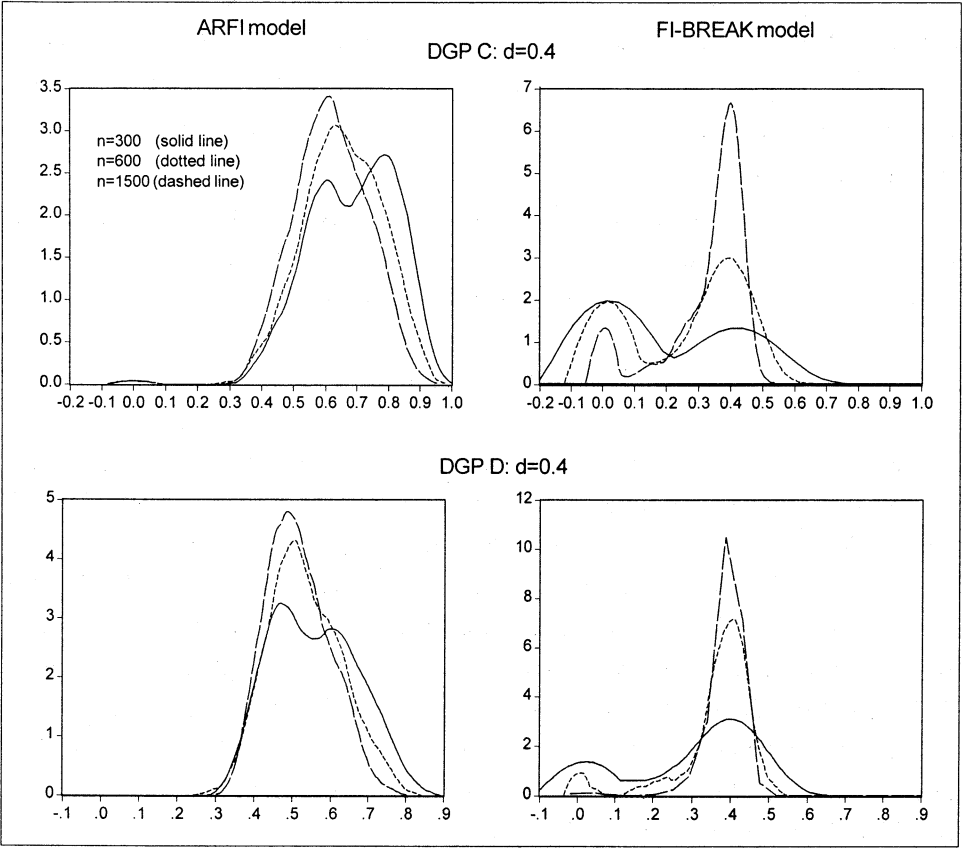 ARFI model
FI-BREAK model
DGP C: d=0.4
3.5
3.0
2.5
2.0
1.5
1.0
0.5
0.0
n=300 (solid line)
n=600 (dotted line)
n=1500 (dashed line)
-0.2 -0.1 0.0 0.1 0.2 0.3 0.4 0.5 0.6 0.7 0.8 0.9 1.0
7
6
5
4
3
2
1
0
-0.2 -0.1 0.0 0.1 0.2 0.3 0.4 0.5 0.6 0.7 0.8 0.9 1.0
DGP D: d=0.4
5
4
3
2
1
0
-.1 .0 .1 .2 .3 .4 .5 .6 .7 .8 .9
12
10
8
6
4
2
0
-.1 .0 .1 .2 .3 .4 .5 .6 .7 .8 .9